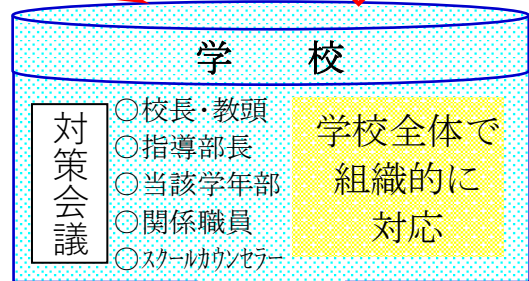 学　校
対策会議
○校長・教頭
○指導部長
○当該学年部
○関係職員
○スクールカウンセラー
学校全体で
組織的に
対応